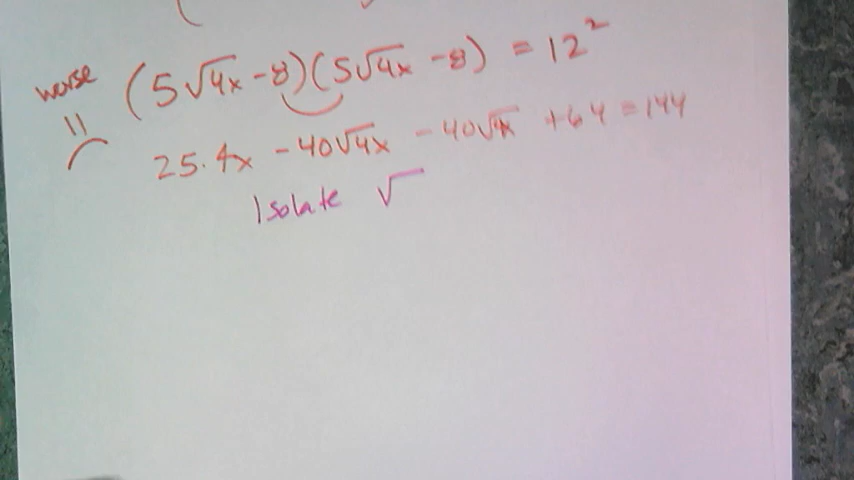 worse (5√4x - 8)(5√4x - 8) = 12²
25·4x - 40√4x - 40√4x + 64 = 144
Isolate √